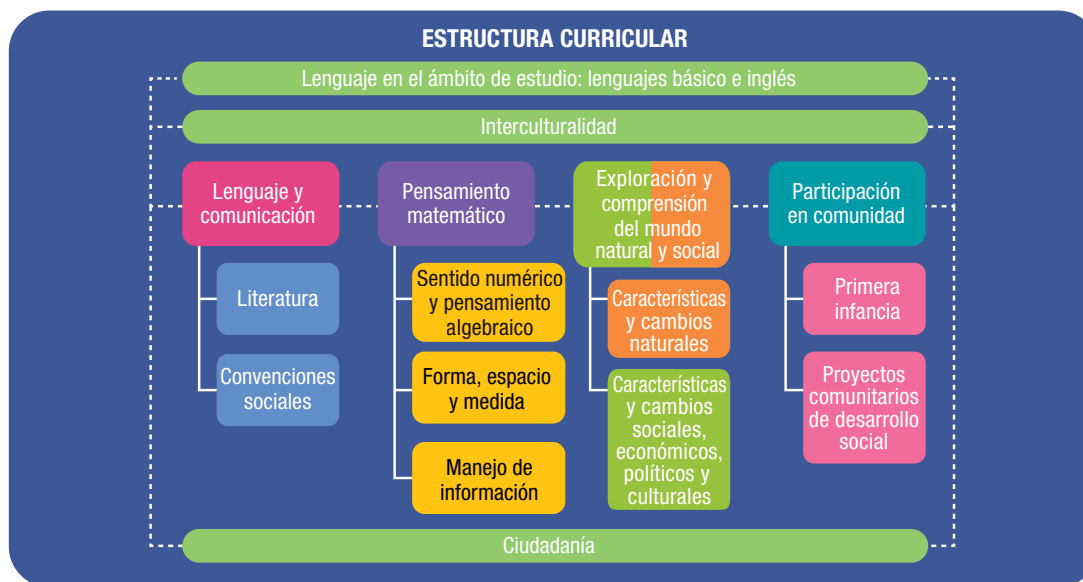 ESTRUCTURA CURRICULAR
Lenguaje en el ámbito de estudio: lenguajes básico e inglés
Interculturalidad
Lenguaje y
comunicación
Literatura
Convenciones
sociales
Pensamiento
matemático
Sentido numérico
y pensamiento
algebraico
Forma, espacio
y medida
Manejo de
información
Exploración y
comprensión
del mundo
natural y social
Características
y cambios
naturales
Características
y cambios
sociales,
económicos,
políticos y
culturales
Participación
en comunidad
Primera
infancia
Proyectos
comunitarios
de desarrollo
social
Ciudadanía